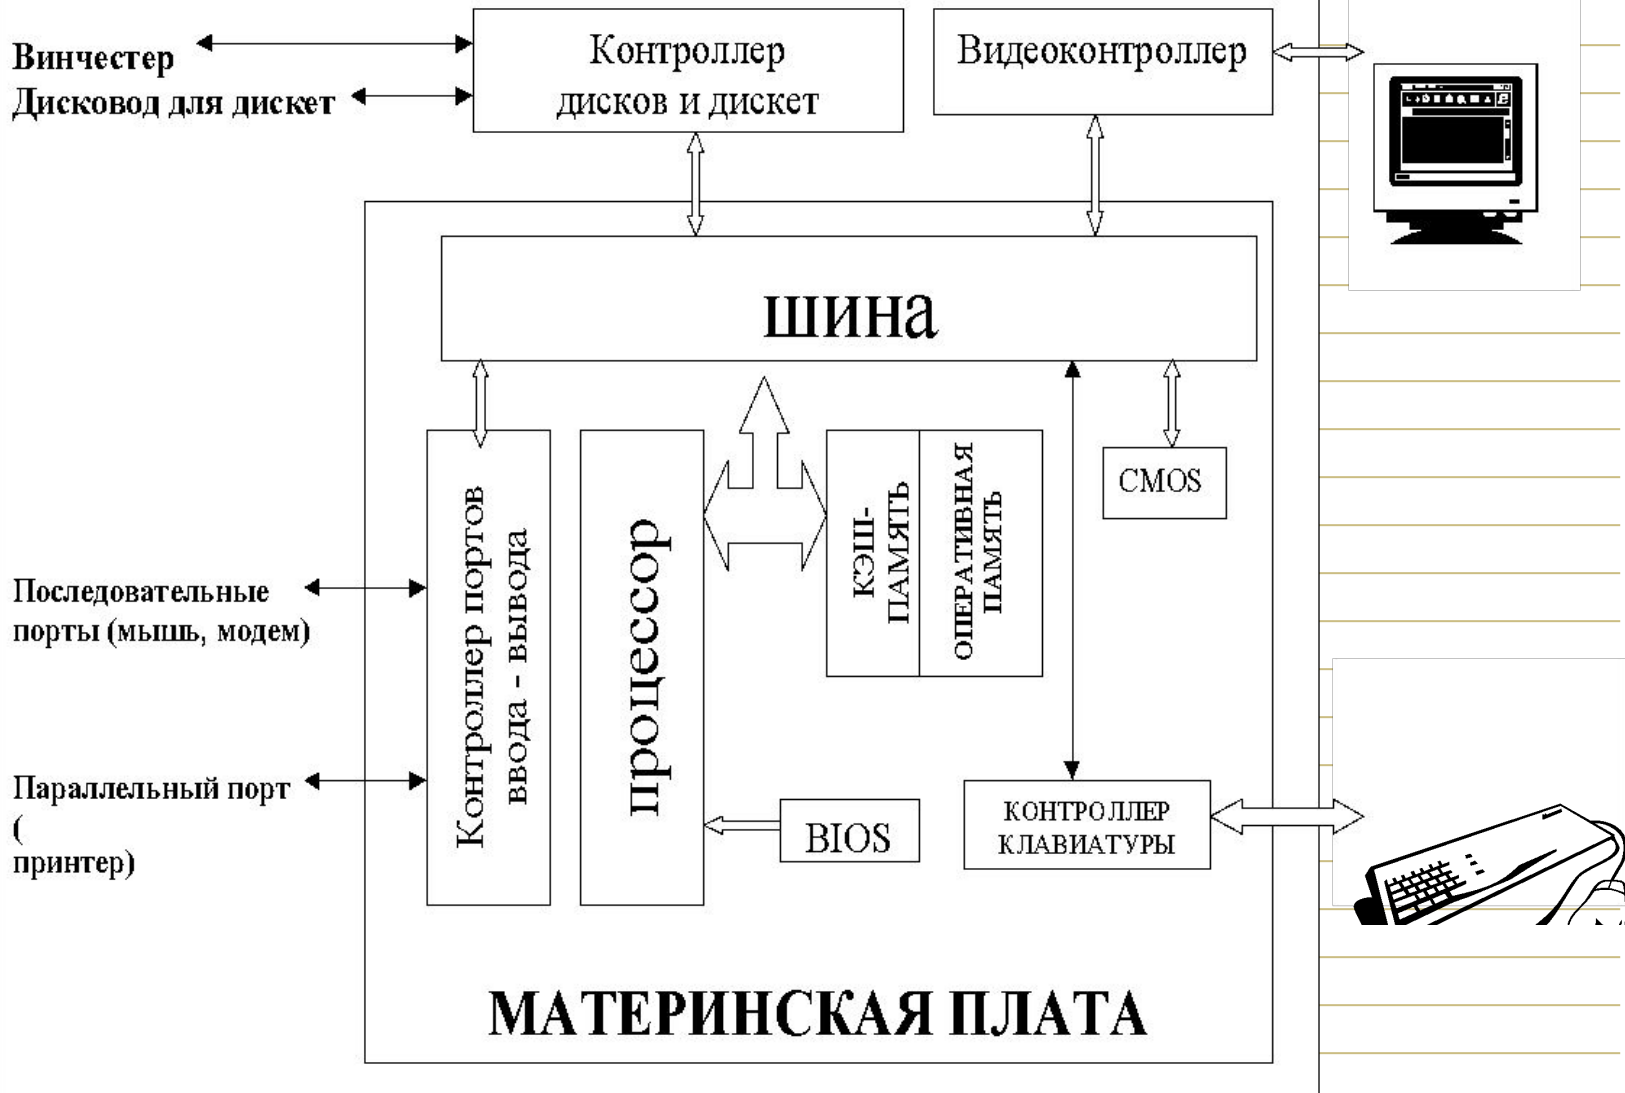 Винчестер
Дисковод для дискет
Контроллер
дисков и дискет
Видеоконтроллер
шина
Контроллер портов
ввода - вывода
процессор
КЭШ-
ПАМЯТЬ
ОПЕРАТИВНАЯ
ПАМЯТЬ
CMOS
Последовательные
порты (мышь, модем)
Параллельный порт
(
принтер)
BIOS
КОНТРОЛЛЕР
КЛАВИАТУРЫ
МАТЕРИНСКАЯ ПЛАТА